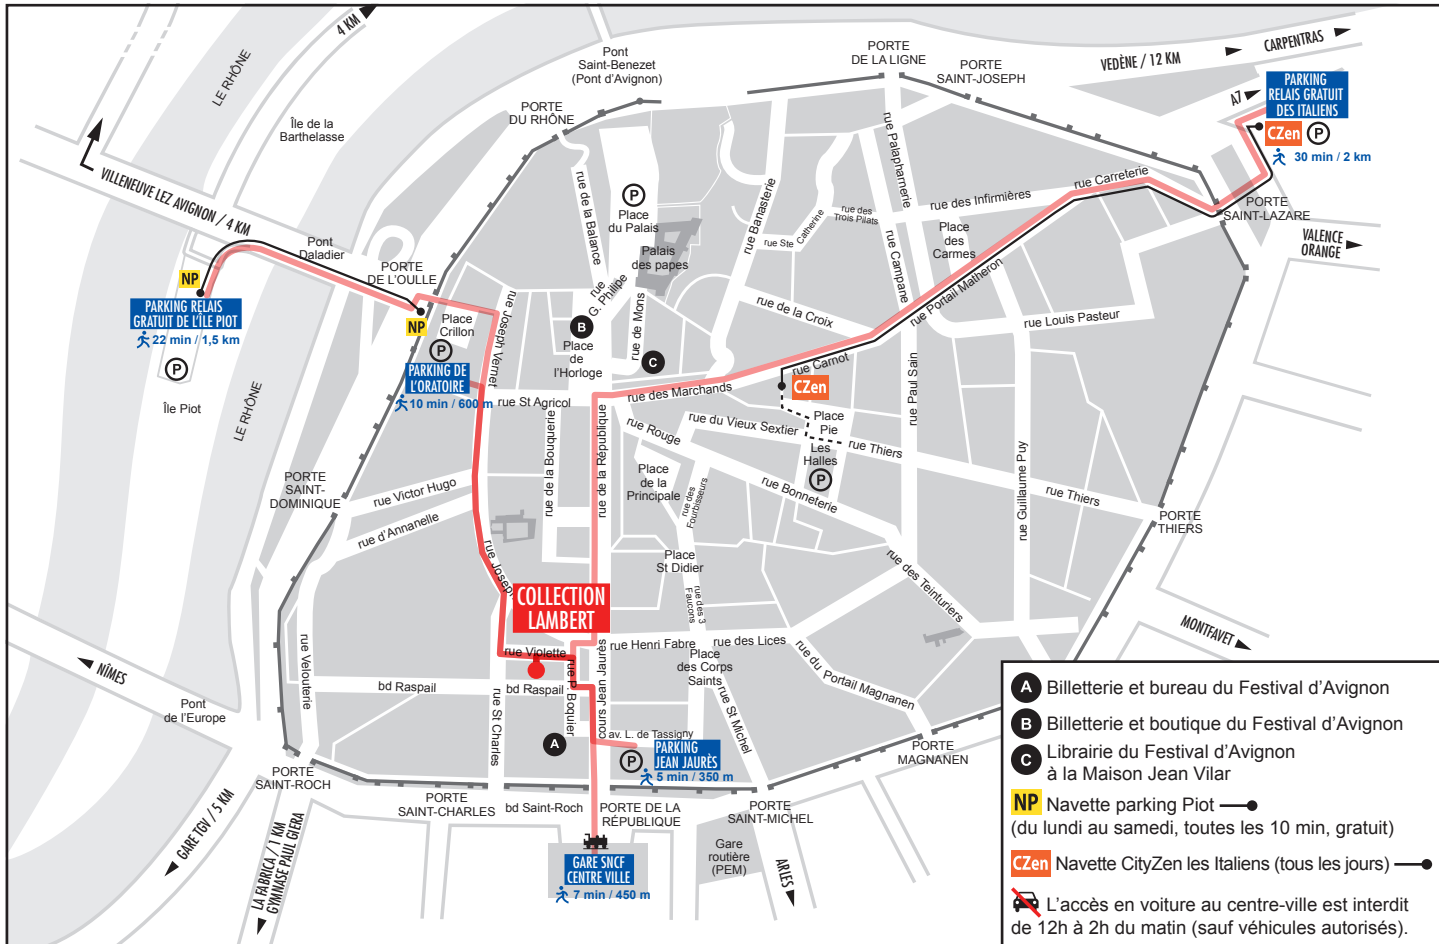 4 KM
LE RHÔNE
Île de la
Barthelasse
Pont
Saint-Benezet
(Pont d'Avignon)
PORTE
DU RHÔNE
PORTE
DE LA LIGNE
PORTE
SAINT-JOSEPH
VEDÈNE / 12 KM
CARPENTRAS
A7
PARKING
RELAIS GRATUIT
DES ITALIENS
CZen
P
30 min / 2 km
VILLENEUVE LEZ AVIGNON / 4 KM
Pont
Daladier
PORTE
DE L'OULLE
NP
PARKING RELAIS
GRATUIT DE L'ÎLE PIOT
22 min / 1,5 km
P
Île Piot
LE RHÔNE
NP
Place
Crillon
P
PARKING DE
L'ORATOIRE
10 min / 600 m
rue Joseph Vernet
rue St Agricol
rue de la Balance
P
Place
du Palais
Palais
des papes
rue
G. Philipe
rue de Mons
B
Place
de
l'Horloge
C
rue Banasterie
rue Ste Catherine
rue des
Trois Pilats
rue Palapharnerie
rue des Infirmières
rue Carreterie
PORTE
SAINT-LAZARE
VALENCE
ORANGE
Place
des
Carmes
rue Campane
rue Portail Matheron
rue de la Croix
rue Louis Pasteur
rue Carnot
rue des Marchands
CZen
rue Paul Sain
Place
Pie
rue du Vieux Sextier
rue Rouge
Les
Halles
P
rue Thiers
rue Thiers
PORTE
THIERS
rue Guillaume Puy
rue Bonneterie
Place
de la
Principale
rue des
Fourbisseurs
rue de la Bouquerie
rue de la République
PORTE
SAINT-
DOMINIQUE
rue Victor Hugo
rue d'Annanelle
rue Joseph
Place
St Didier
rue des 3
Faucons
rue des Teinturiers
COLLECTION
LAMBERT
rue Henri Fabre
rue des Lices
rue Violette
Place
des Corps
Saints
rue du Portail Magnanen
MONTFAVET
rue Velouterie
bd Raspail
bd Raspail
rue P. Boquier
cours Jean Jaurès
rue St Charles
rue St Michel
NÎMES
Pont
de l'Europe
A
av. L. de Tassigny
P
PARKING
JEAN JAURÈS
5 min / 350 m
PORTE
MAGNANEN
PORTE
SAINT-ROCH
PORTE
SAINT-CHARLES
bd Saint-Roch
PORTE DE LA
RÉPUBLIQUE
PORTE
SAINT-MICHEL
GARE TGV / 5 KM
LA FABRICA / 1 KM
GYMNASE PAUL GIERA
GARE SNCF
CENTRE VILLE
7 min / 450 m
Gare
routière
(PEM)
ARLES
A Billetterie et bureau du Festival d'Avignon
B Billetterie et boutique du Festival d'Avignon
C Librairie du Festival d'Avignon
à la Maison Jean Vilar
NP Navette parking Piot
(du lundi au samedi, toutes les 10 min, gratuit)
CZen Navette CityZen les Italiens (tous les jours)
L'accès en voiture au centre-ville est interdit
de 12h à 2h du matin (sauf véhicules autorisés).